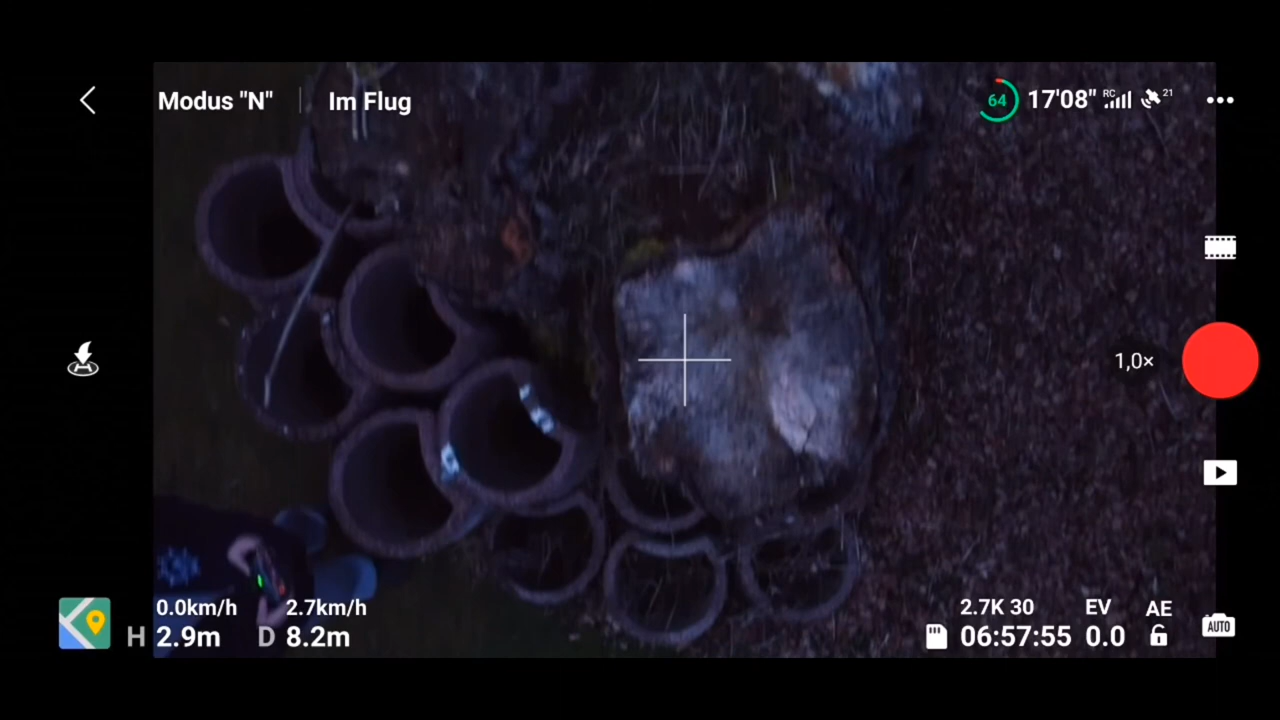 Modus "N" Im Flug
64 17'08" RC 21
1,0×
0.0km/h 2.7km/h
H 2.9m D 8.2m
2.7K 30 EV AE
06:57:55 0.0
AUTO